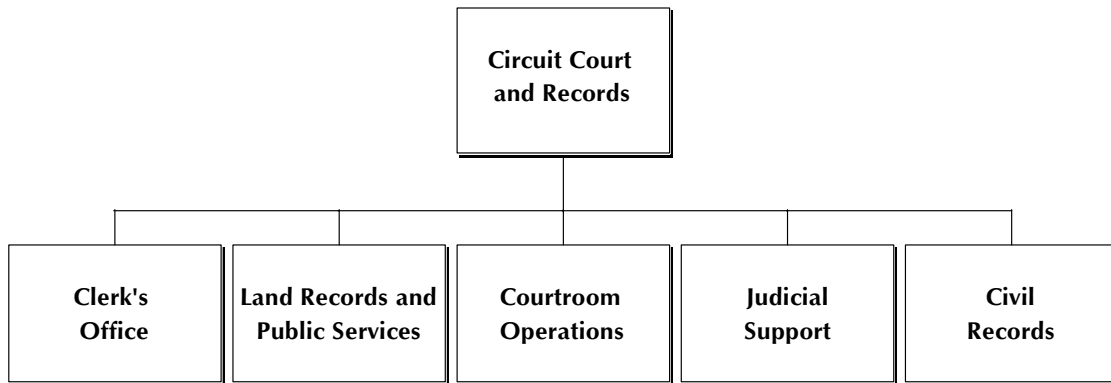 Circuit Court
and Records
Clerk's
Office
Land Records and
Public Services
Courtroom
Operations
Judicial
Support
Civil
Records